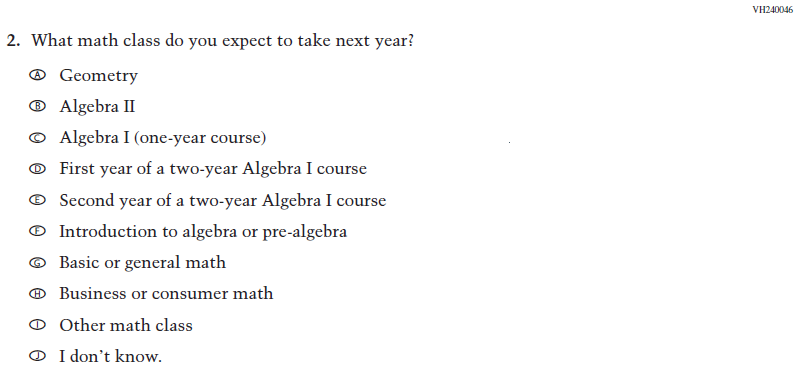 VH240046
2. What math class do you expect to take next year?
A Geometry
B Algebra II
C Algebra I (one-year course)
D First year of a two-year Algebra I course
E Second year of a two-year Algebra I course
F Introduction to algebra or pre-algebra
G Basic or general math
H Business or consumer math
I Other math class
J I don’t know.